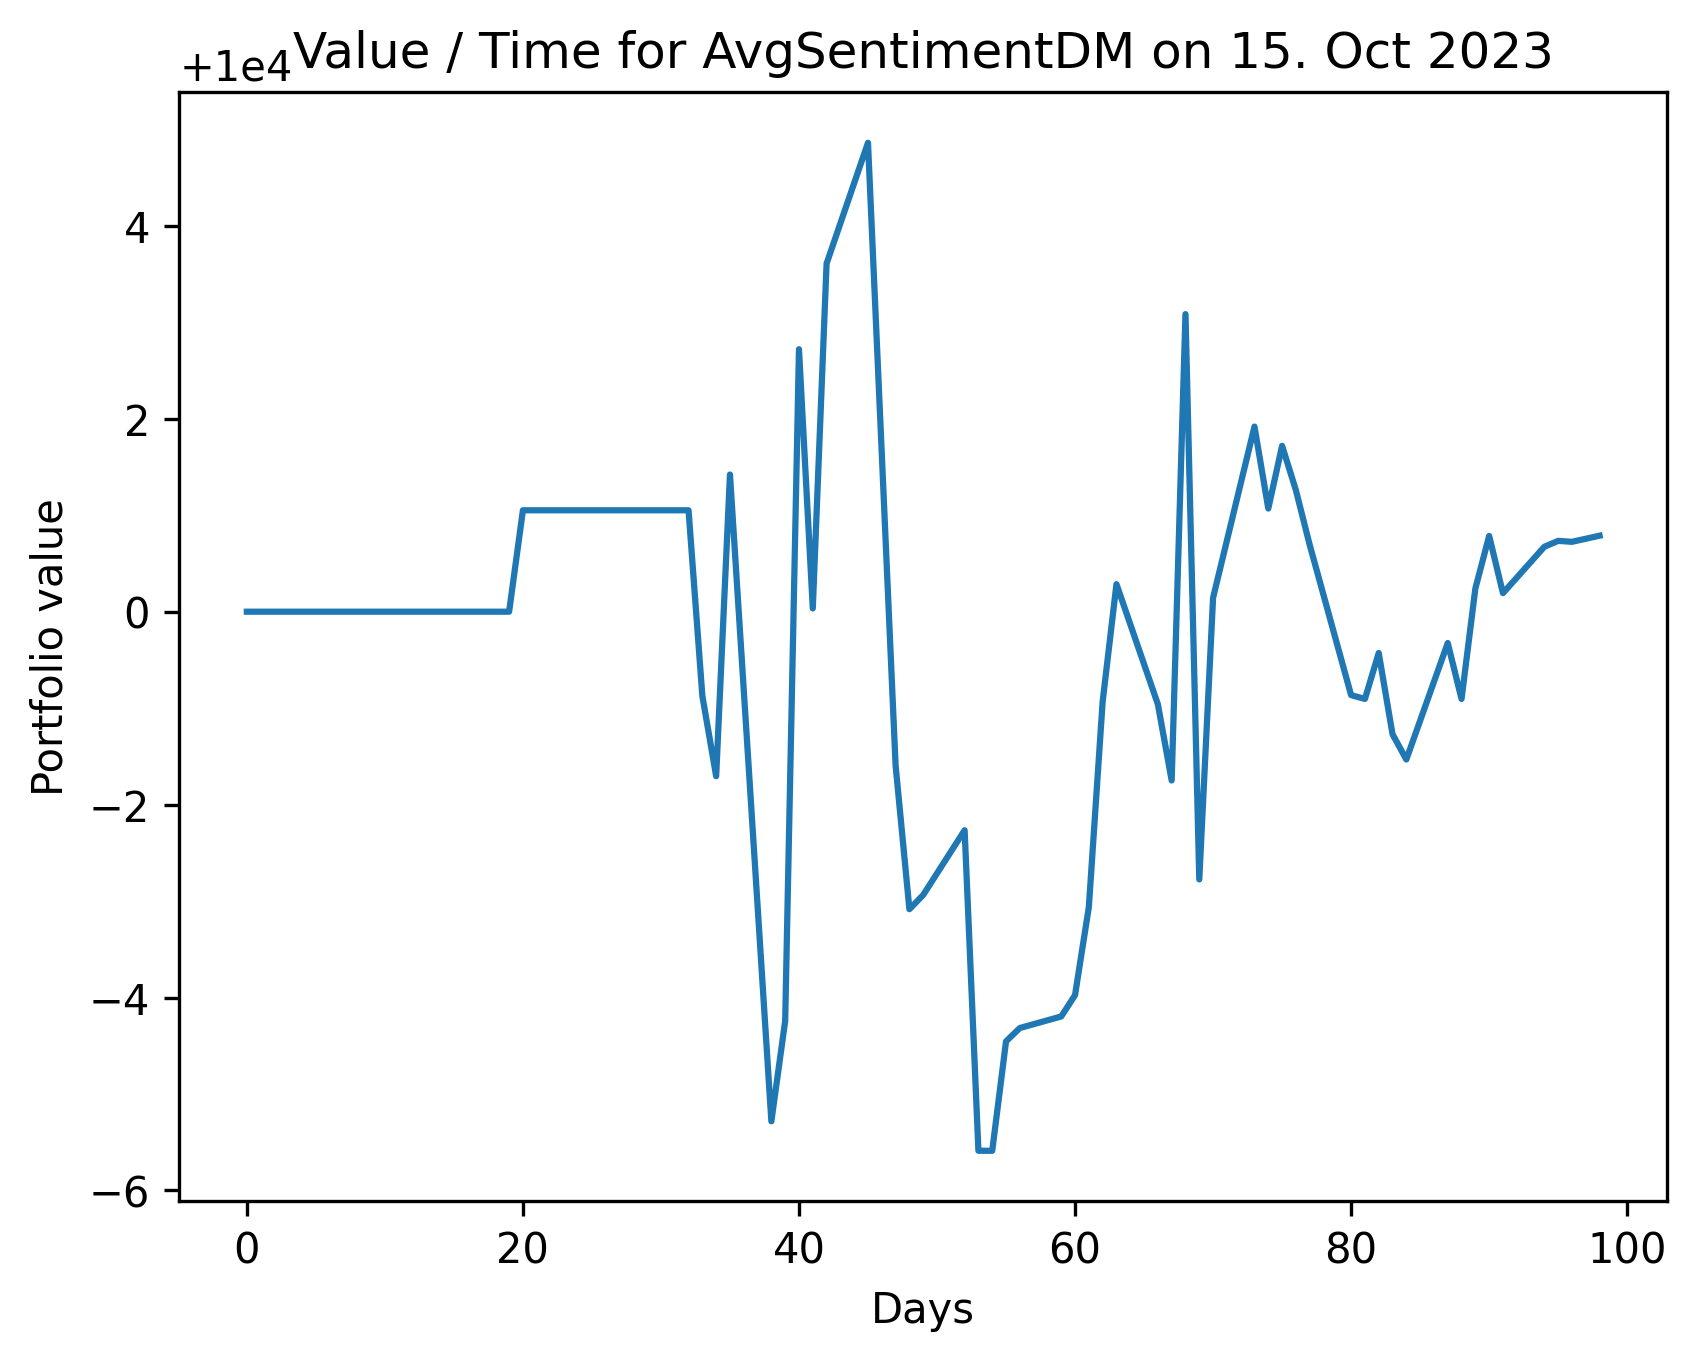 Value / Time for AvgSentimentDM on 15. Oct 2023
+1e4
4
2
0
−2
−4
−6
Portfolio value
0 20 40 60 80 100
Days